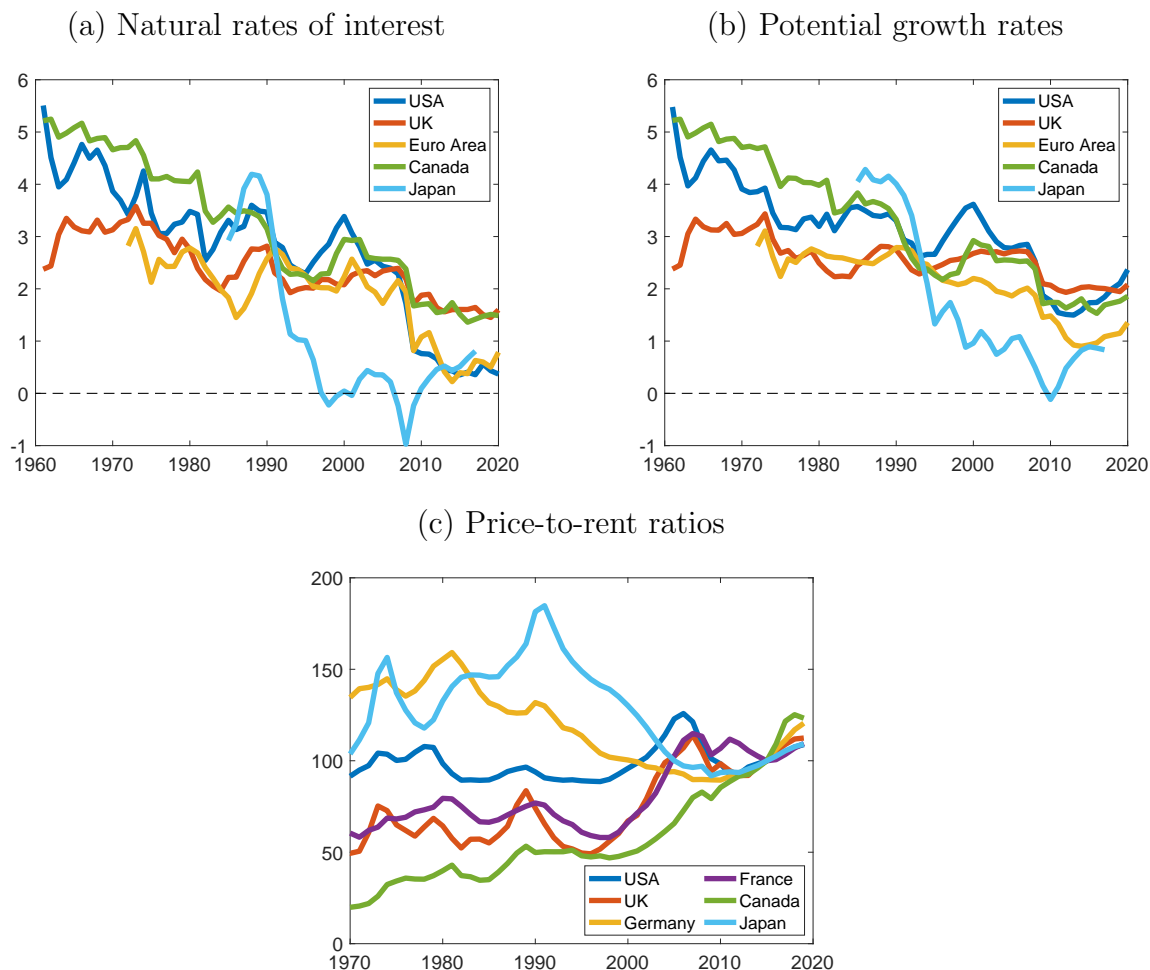 (a) Natural rates of interest
6
5
4
3
2
1
0
-1
1960 1970 1980 1990 2000 2010 2020
USA
UK
Euro Area
Canada
Japan
(b) Potential growth rates
6
5
4
3
2
1
0
-1
1960 1970 1980 1990 2000 2010 2020
USA
UK
Euro Area
Canada
Japan
(c) Price-to-rent ratios
200
150
100
50
0
1970 1980 1990 2000 2010 2020
USA
UK
Germany
France
Canada
Japan